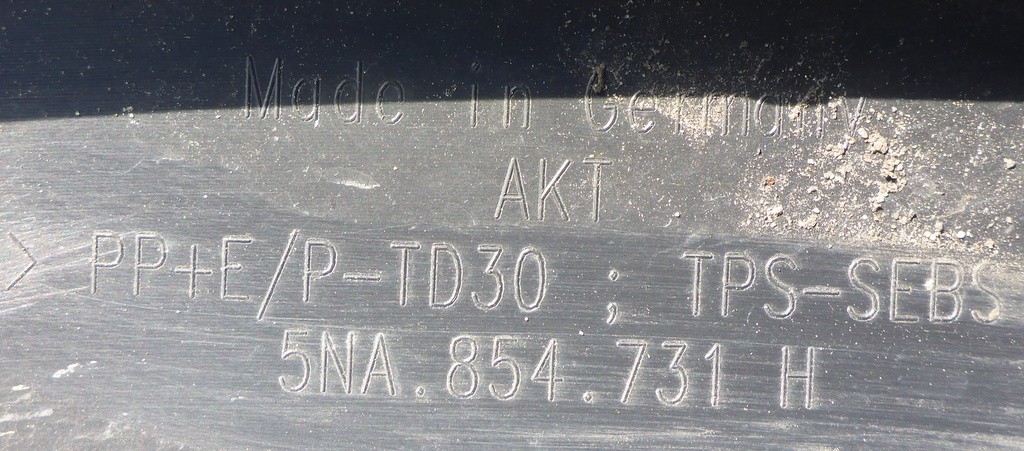 Made in Germany
AKT
> PP+E/P-TD30 ; TPS-SEBS
5NA.854.731 H